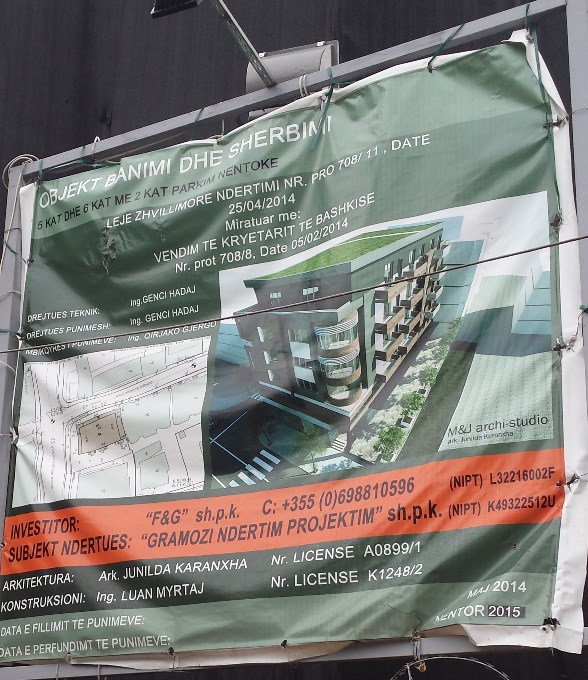 OBJEKT BANIMI DHE SHERBIMI
5 KAT DHE 6 KAT ME 2 KAT PARKIM NENTOKE
LEJE ZHVILLIMORE NDERTIMI NR. PRO 708/ 11 , DATE
25/04/2014
Miratuar me:
VENDIM TE KRYETARIT TE BASHKISE
Nr. prot 708/8, Date 05/02/2014
DREJTUES TEKNIK: Ing.GENCI HADAJ
DREJTUES PUNIMESH: Ing. GENCI HADAJ
MBIKQYRES I PUNIMEVE: Ing. QIRJAKO GJERGO
M&J archi-studio
ark. Junilda Karanxha
INVESTITOR: "F&G" sh.p.k. C: +355 (0)698810596 (NIPT) L32216002F
SUBJEKT NDERTUES: "GRAMOZI NDERTIM PROJEKTIM" sh.p.k. (NIPT) K49322512U
ARKITEKTURA: Ark. JUNILDA KARANXHA Nr. LICENSE A0899/1
KONSTRUKSIONI: Ing. LUAN MYRTAJ Nr. LICENSE K1248/2
DATA E FILLIMIT TE PUNIMEVE: MAJ 2014
DATA E PERFUNDIMIT TE PUNIMEVE: NENTOR 2015